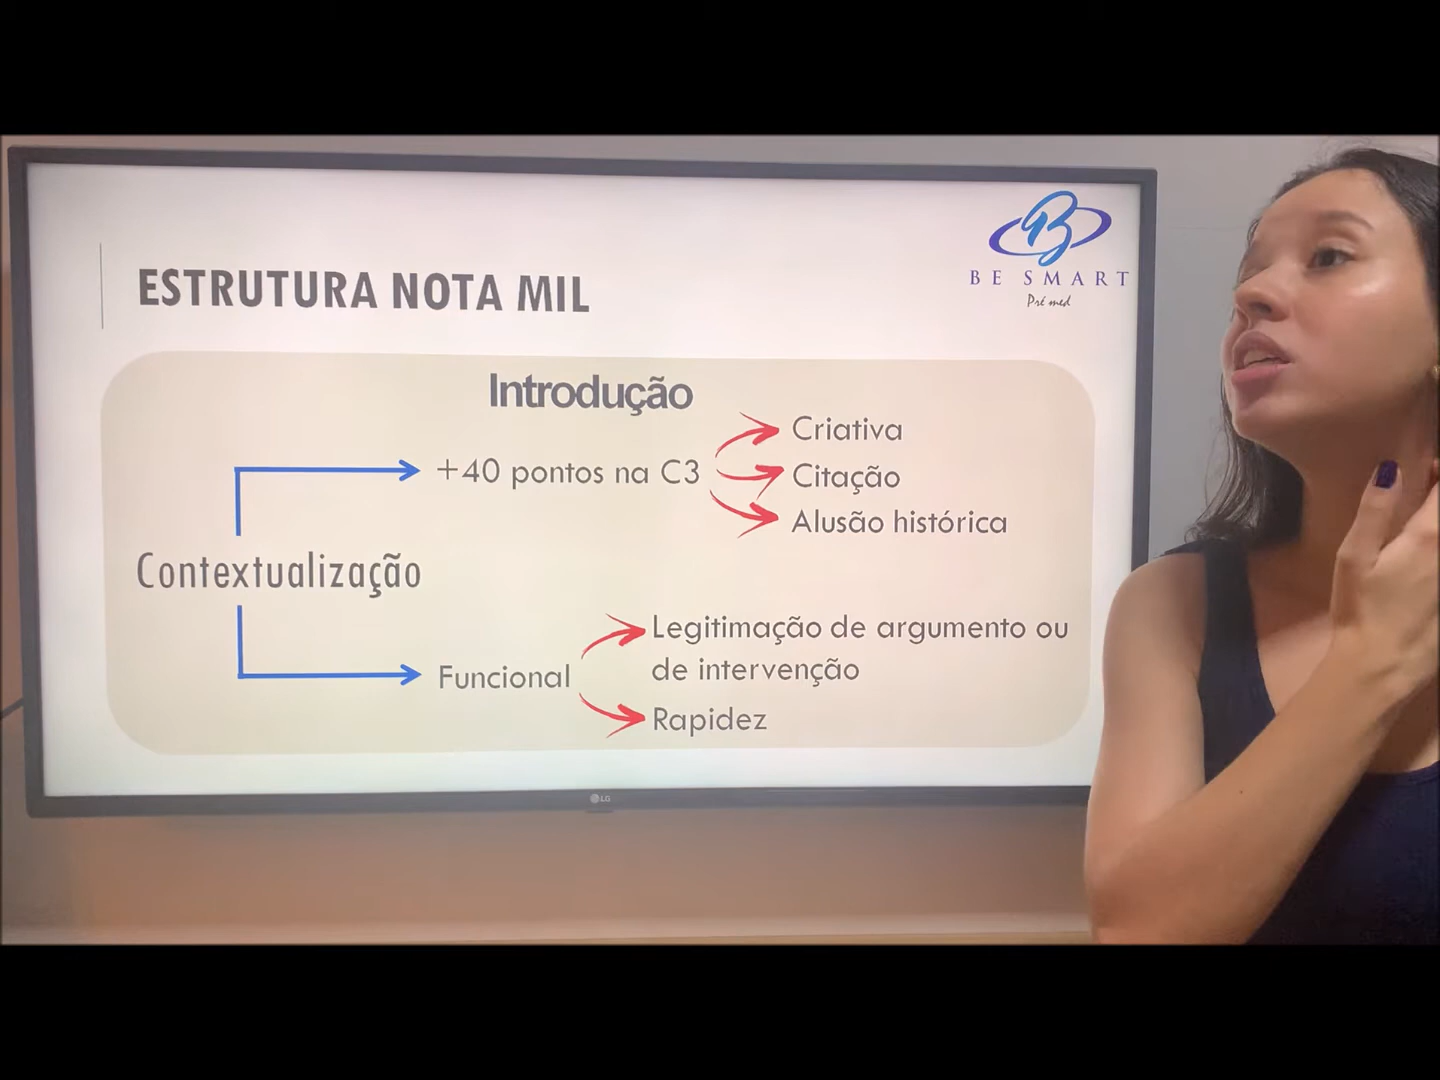 BE SMART
Pré med
ESTRUTURA NOTA MIL
Introdução
Contextualização
+40 pontos na C3
Criativa
Citação
Alusão histórica
Funcional
Legitimação de argumento ou
de intervenção
Rapidez
LG